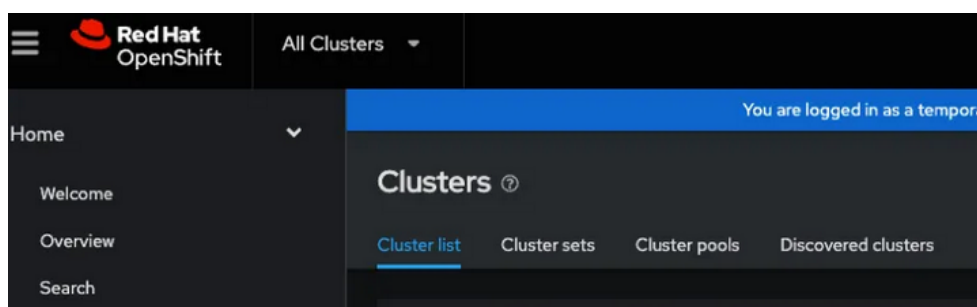 Red Hat
OpenShift
All Clusters
You are logged in as a
Home
Clusters
Welcome
Cluster list Cluster sets Cluster pools Discovered clusters
Overview
Search